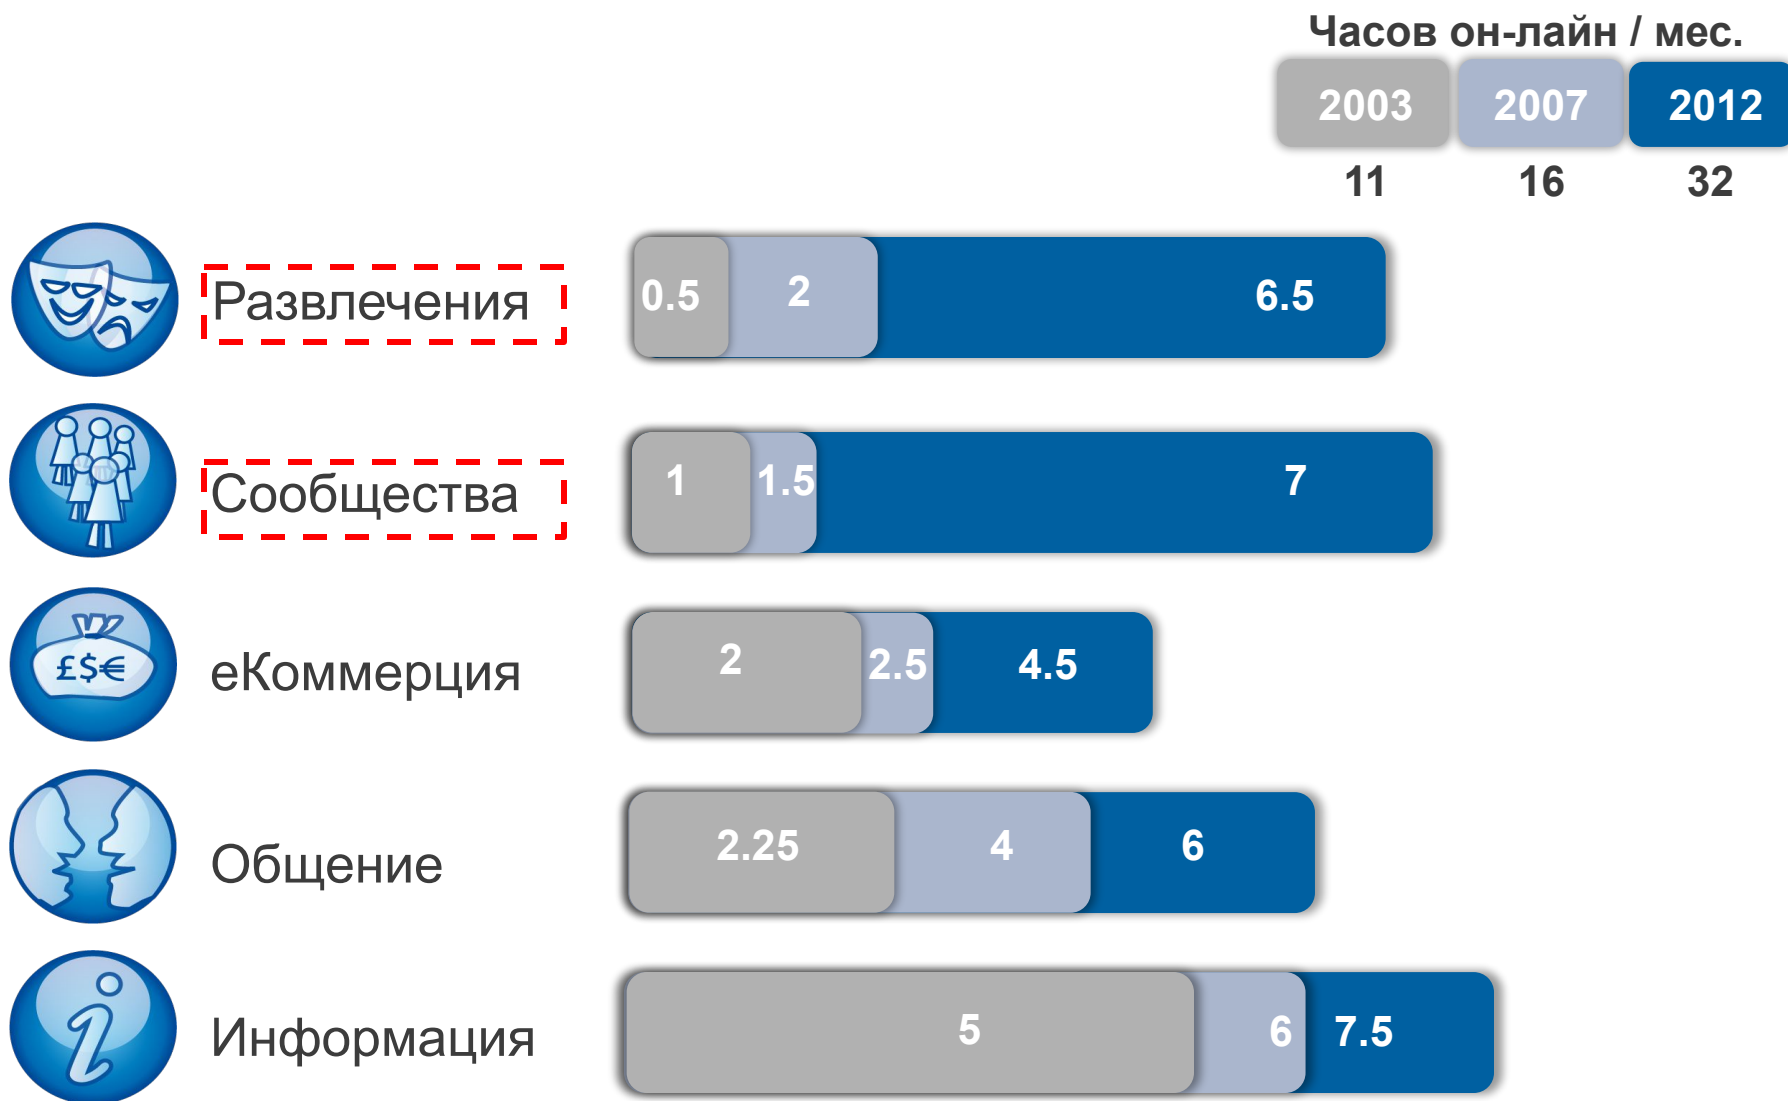 Часов он-лайн / мес.
2003 2007 2012
11 16 32
Развлечения 0.5 2 6.5
Сообщества 1 1.5 7
£$€ еКоммерция 2 2.5 4.5
Общение 2.25 4 6
i Информация 5 6 7.5